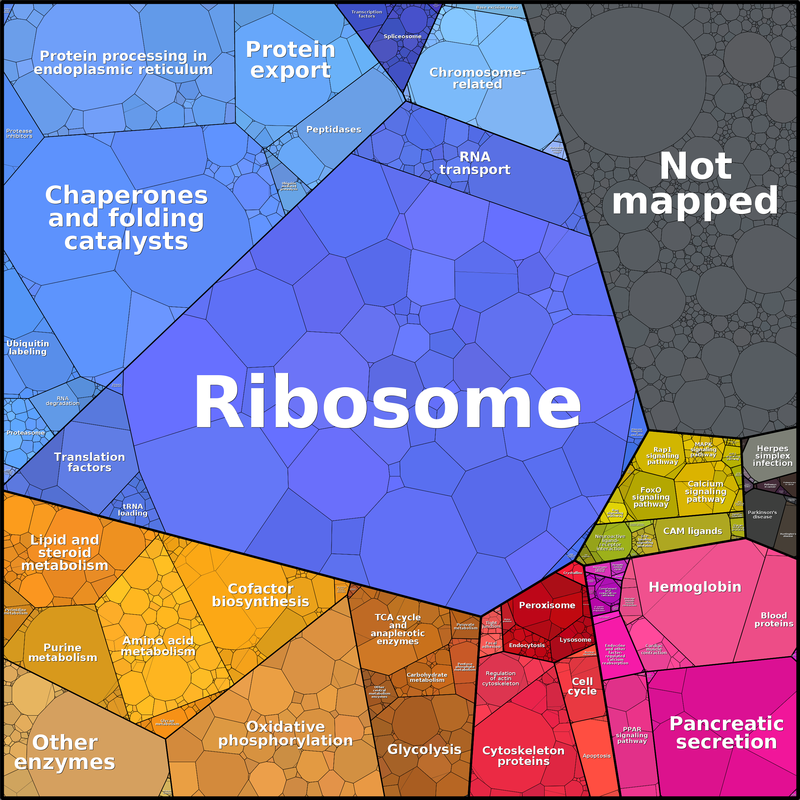 Transcription
factors
Spliceosome
Protein processing in
endoplasmic reticulum
Protein
export
Chromosome-
related
Protease
inhibitors
Peptidases
RNA
transport
Not
mapped
Chaperones
and folding
catalysts
Ubiquitin
labeling
RNA
degradation
Proteasome
Ribosome
Translation
factors
tRNA
loading
Rap1
signaling
pathway
MAPK
signaling
pathway
Herpes
simplex
infection
FoxO
signaling
pathway
Calcium
signaling
pathway
Parkinson's
disease
CAM ligands
Lipid and
steroid
metabolism
Cofactor
biosynthesis
Amino acid
metabolism
Purine
metabolism
Other
enzymes
Oxidative
phosphorylation
TCA cycle
and
anaplerotic
enzymes
Carbohydrate
metabolism
Glycolysis
Peroxisome
Endocytosis
Lysosome
Regulation
of actin
cytoskeleton
Cell
cycle
Cytoskeleton
proteins
Apoptosis
Hemoglobin
Blood
proteins
PPAR
signaling
pathway
Pancreatic
secretion